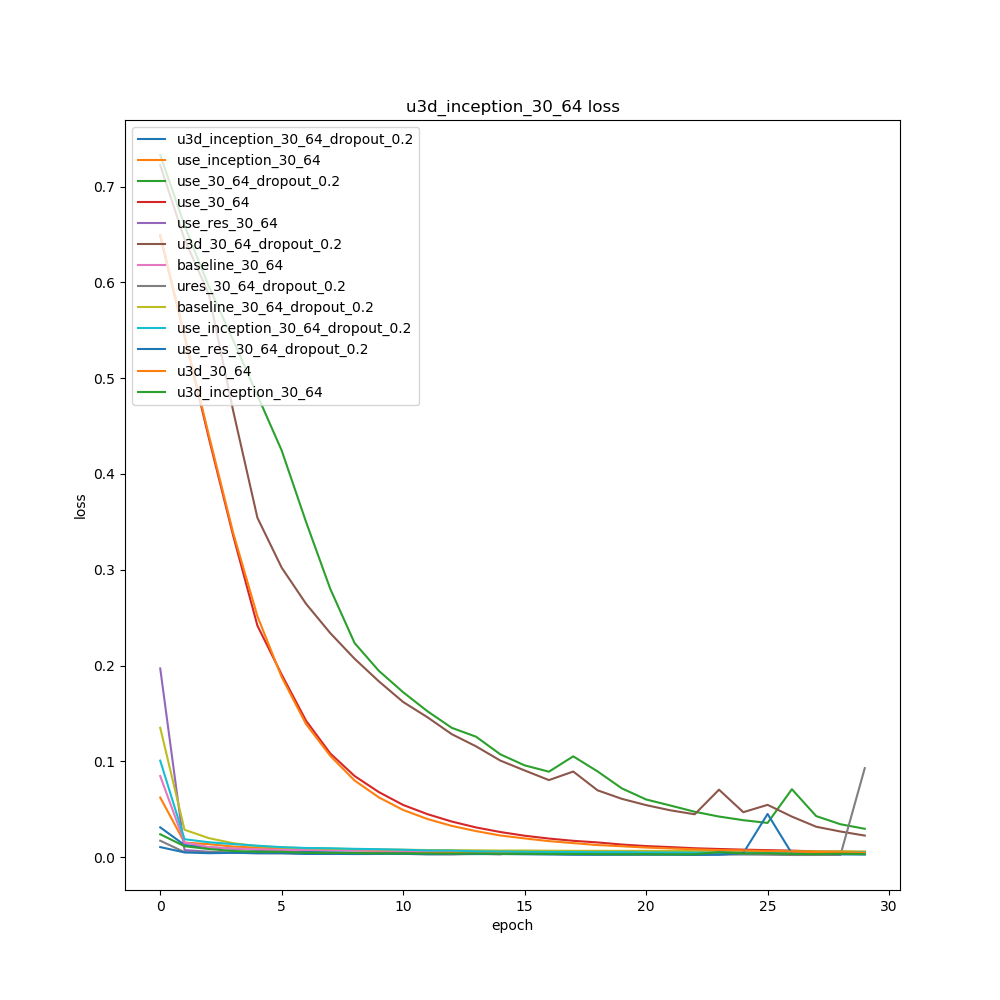 u3d_inception_30_64 loss
u3d_inception_30_64_dropout_0.2
use_inception_30_64
use_30_64_dropout_0.2
use_30_64
use_res_30_64
u3d_30_64_dropout_0.2
baseline_30_64
ures_30_64_dropout_0.2
baseline_30_64_dropout_0.2
use_inception_30_64_dropout_0.2
use_res_30_64_dropout_0.2
u3d_30_64
u3d_inception_30_64
0.7
0.6
0.5
0.4
0.3
0.2
0.1
0.0
loss
0 5 10 15 20 25 30
epoch